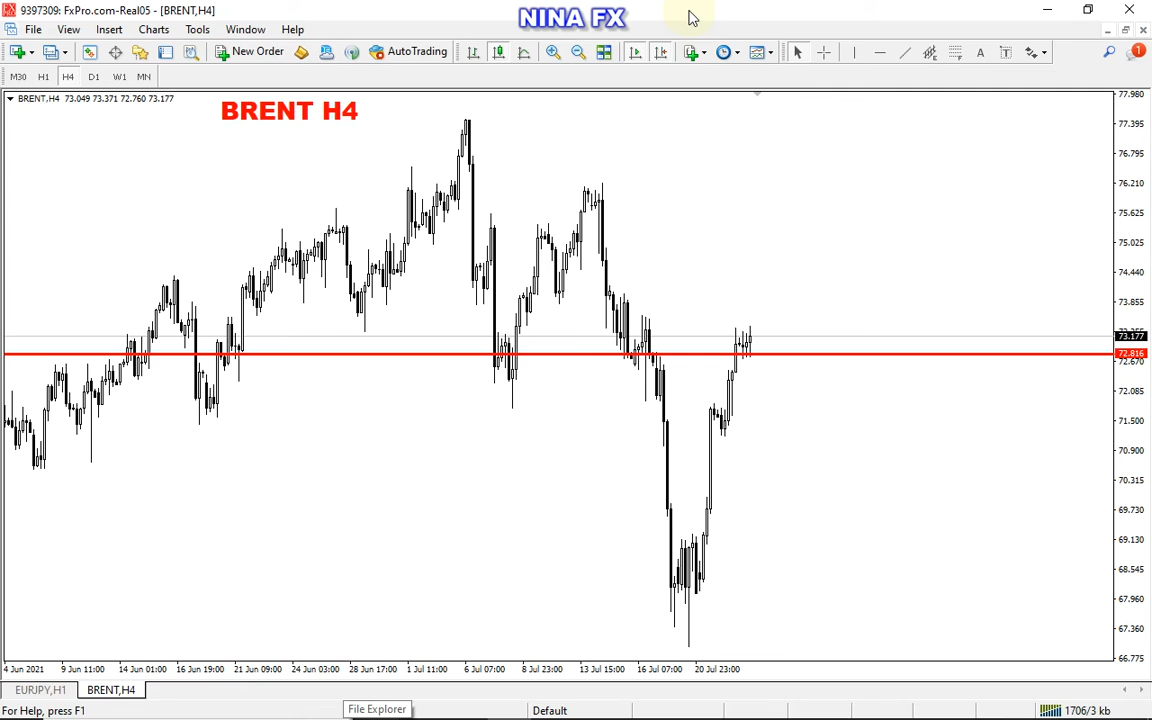 9397309: FxPro.com-Real05 - [BRENT,H4]
NINA FX
File View Insert Charts Tools Window Help
New Order AutoTrading A T 1
M30 H1 H4 D1 W1 MN
BRENT,H4 73.049 73.371 72.760 73.177
BRENT H4
77.980
77.395
76.795
76.210
75.625
75.025
74.440
73.855
73.177
72.816
72.670
72.085
71.500
70.900
70.315
69.730
69.130
68.545
67.960
67.360
66.775
4 Jun 2021 9 Jun 11:00 14 Jun 01:00 16 Jun 19:00 21 Jun 09:00 24 Jun 03:00 28 Jun 17:00 1 Jul 11:00 6 Jul 07:00 8 Jul 23:00 13 Jul 15:00 16 Jul 07:00 20 Jul 23:00
EURJPY,H1 BRENT,H4
For Help, press F1 File Explorer Default 1706/3 kb